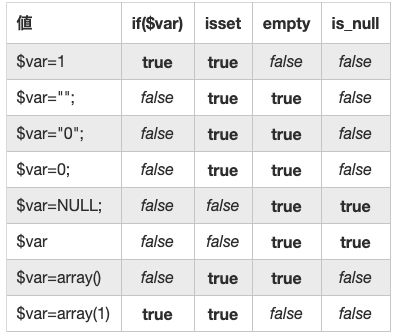 値 if($var) isset empty is_null
$var=1 true true false false
$var=""; false true true false
$var="0"; false true true false
$var=0; false true true false
$var=NULL; false false true true
$var false false true true
$var=array() false true true false
$var=array(1) true true false false